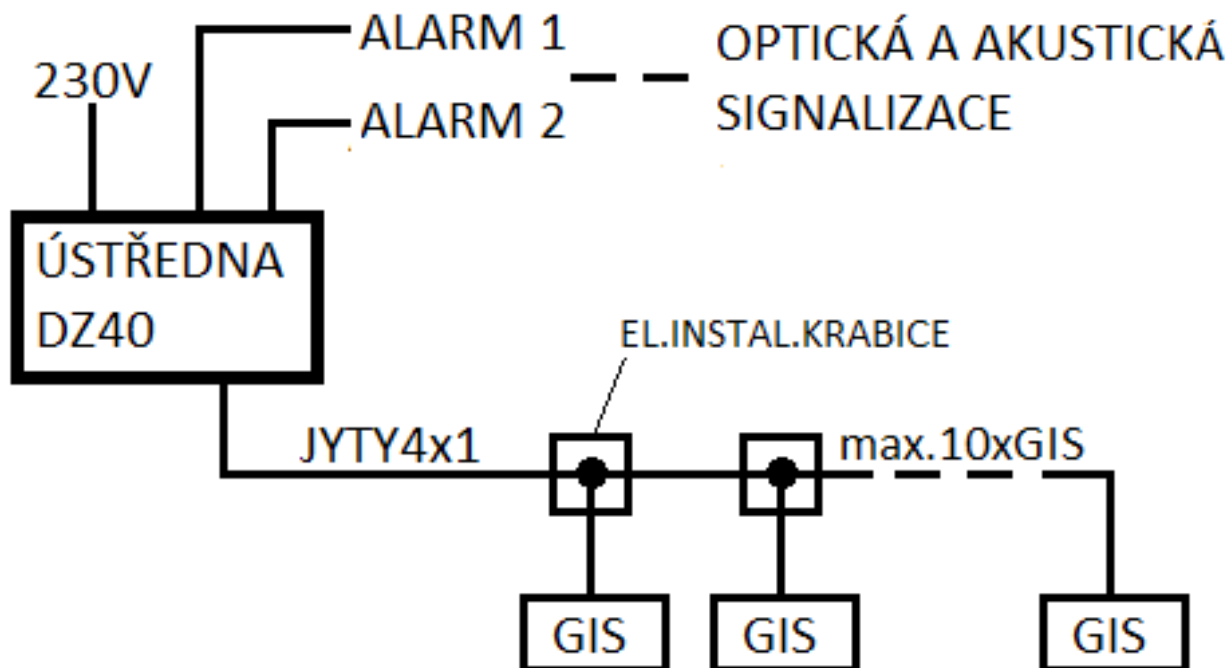 ALARM 1
OPTICKÁ A AKUSTICKÁ
SIGNALIZACE
230V
ALARM 2
ÚSTŘEDNA
DZ40
EL.INSTAL.KRABICE
JYTY4x1
max.10xGIS
GIS
GIS
GIS